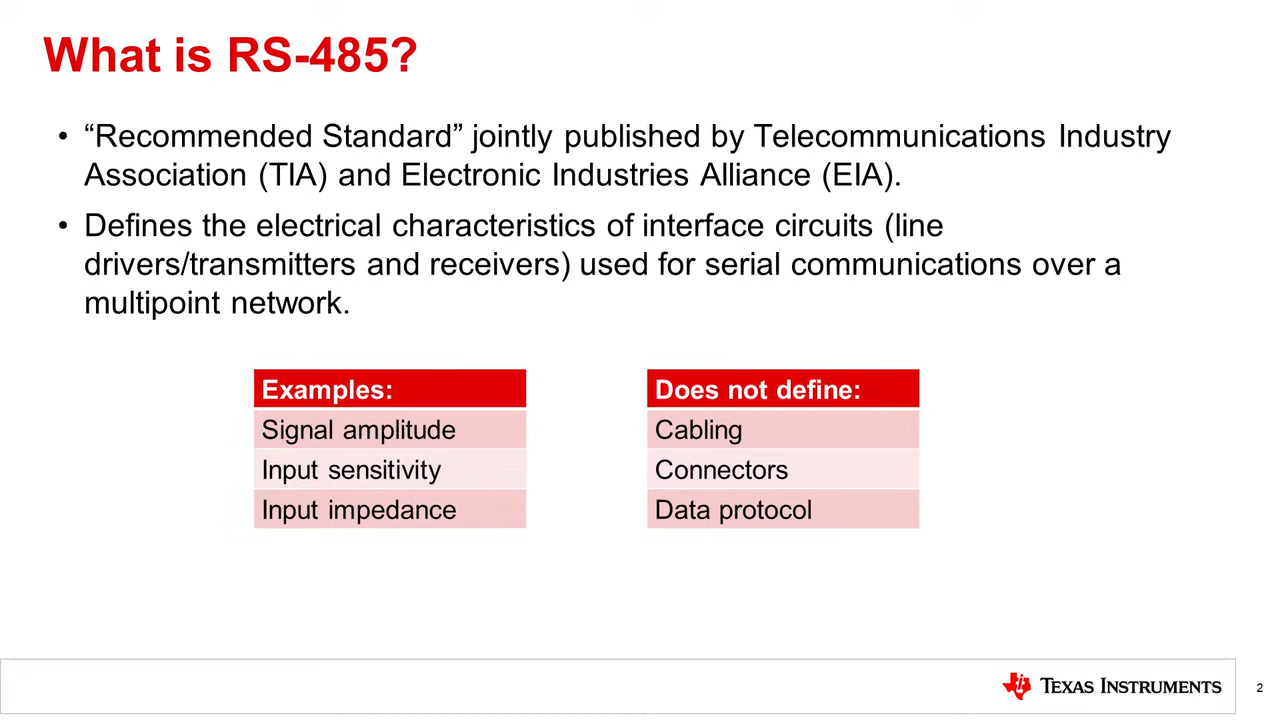 What is RS-485?
• “Recommended Standard” jointly published by Telecommunications Industry
Association (TIA) and Electronic Industries Alliance (EIA).
• Defines the electrical characteristics of interface circuits (line
drivers/transmitters and receivers) used for serial communications over a
multipoint network.
Examples:
Signal amplitude
Input sensitivity
Input impedance
Does not define:
Cabling
Connectors
Data protocol
TEXAS INSTRUMENTS
2